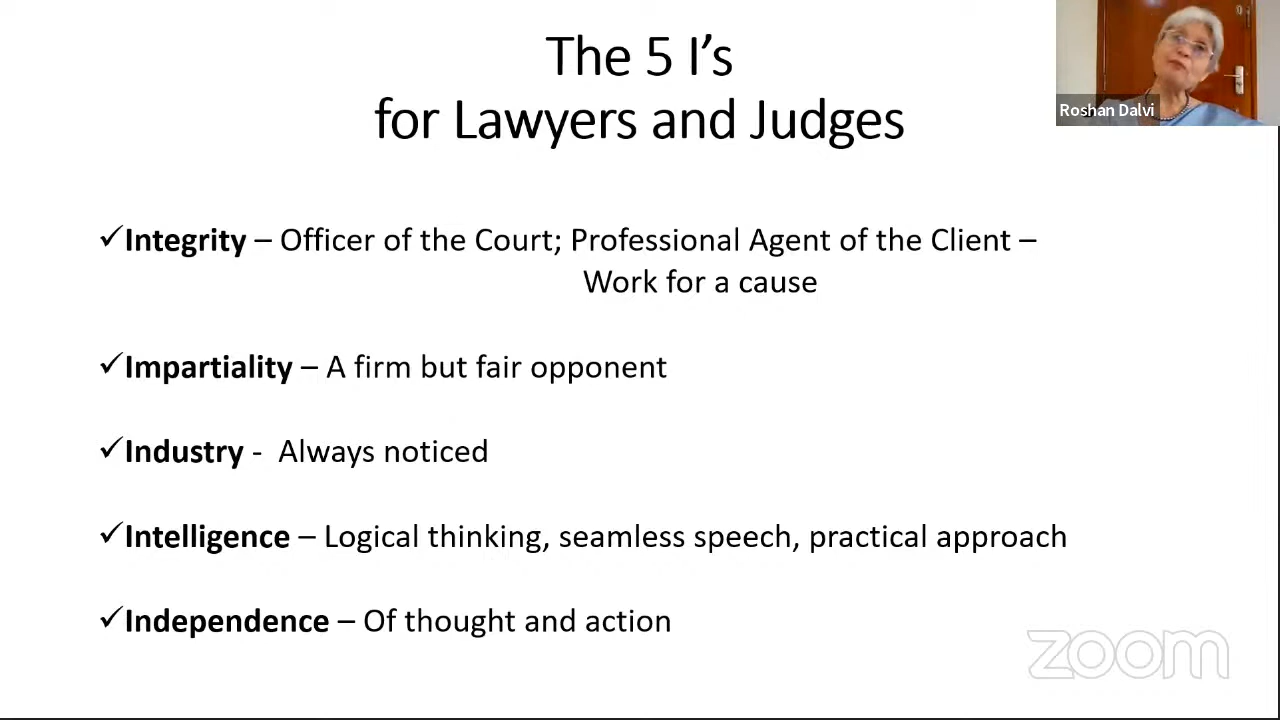 The 5 I’s
for Lawyers and Judges
Roshan Dalvi
✓Integrity – Officer of the Court; Professional Agent of the Client –
Work for a cause
✓Impartiality – A firm but fair opponent
✓Industry - Always noticed
✓Intelligence – Logical thinking, seamless speech, practical approach
✓Independence – Of thought and action
zoom